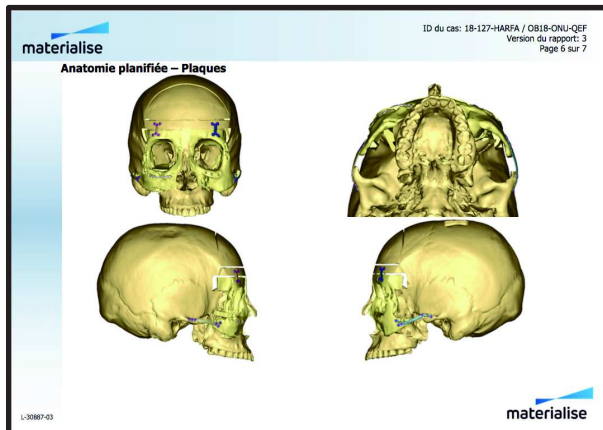 materialise
ID du cas: 18-127-HARFA / OB18-ONU-QEF
Version du rapport: 3
Page 6 sur 7
Anatomie planifiée – Plaques
L-30887-03
materialise